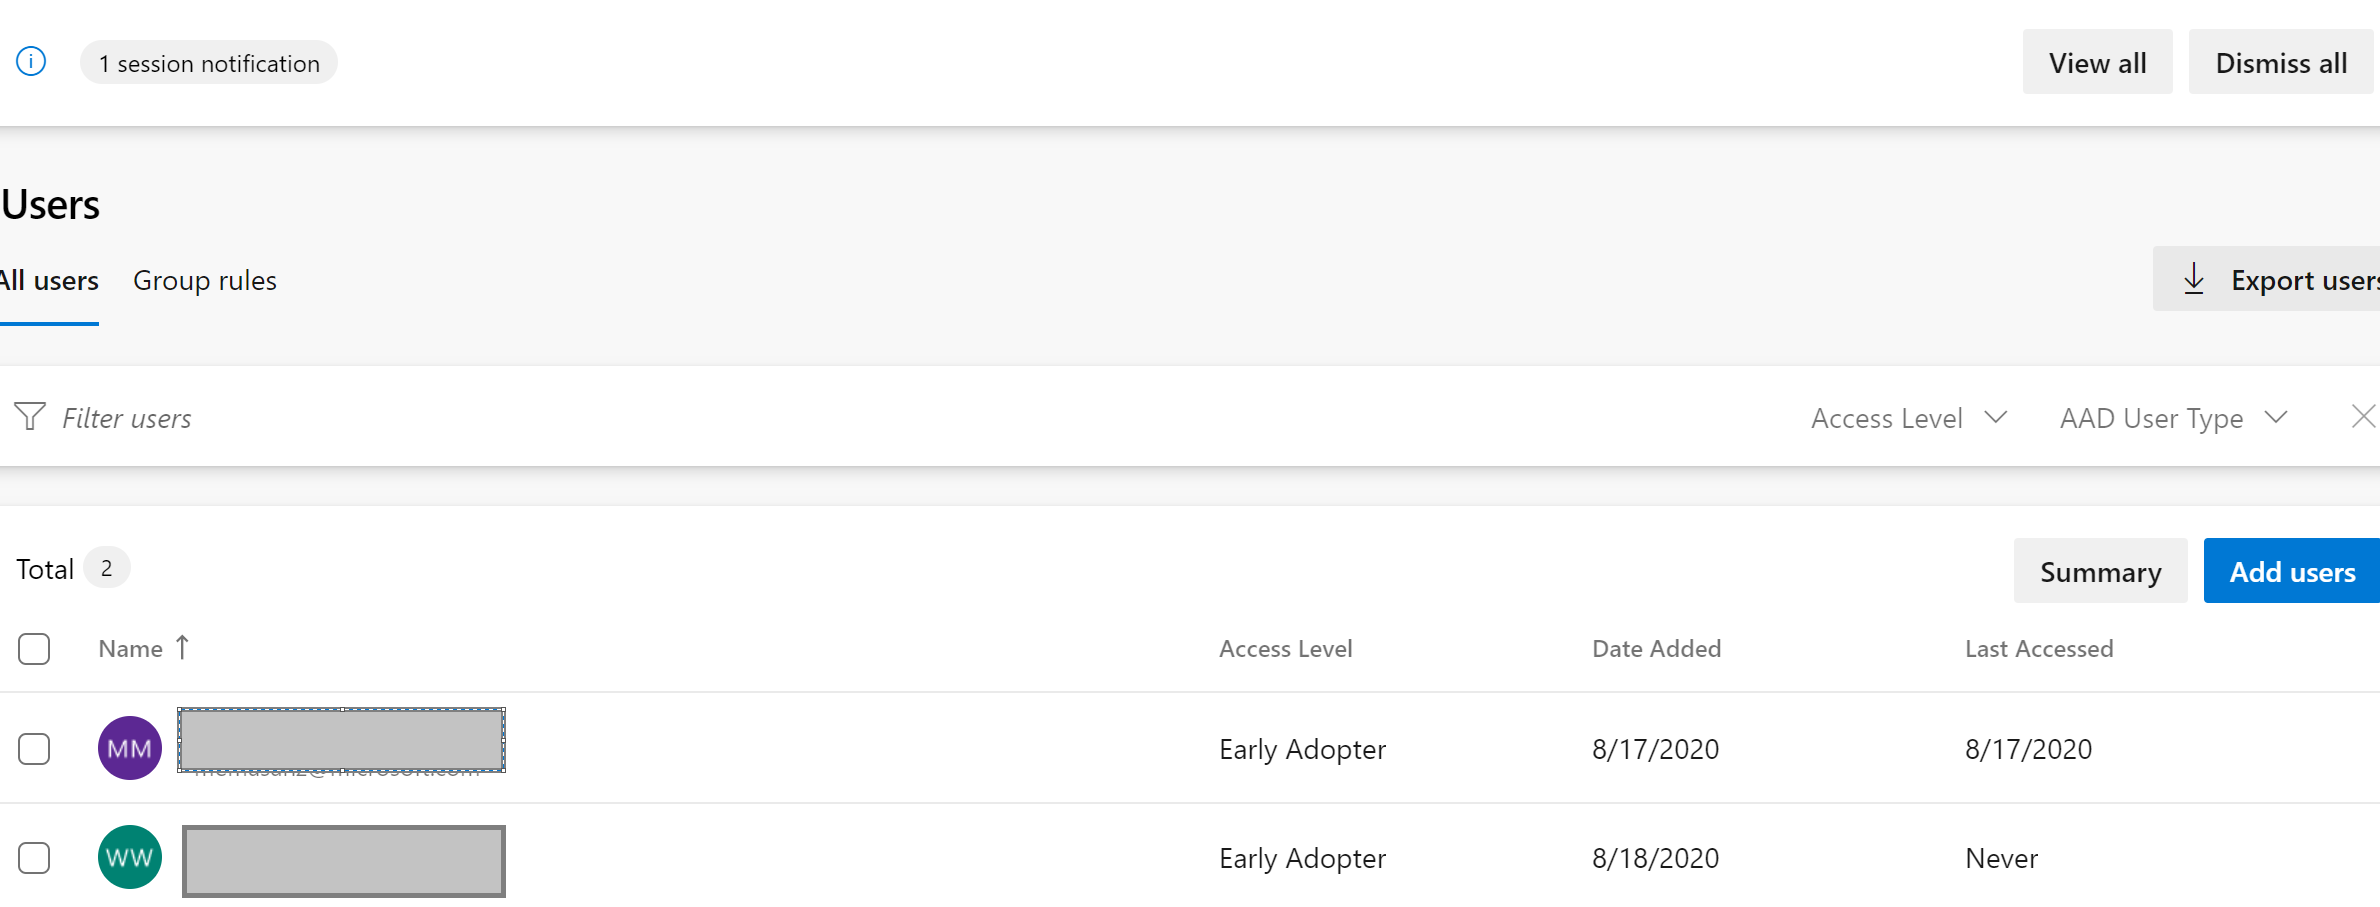 1 session notification
View all
Dismiss all
Users
All users
Group rules
Export users
Filter users
Access Level
AAD User Type
Total 2
Summary
Add users
Name
Access Level
Date Added
Last Accessed
MM
Early Adopter
8/17/2020
8/17/2020
WW
Early Adopter
8/18/2020
Never